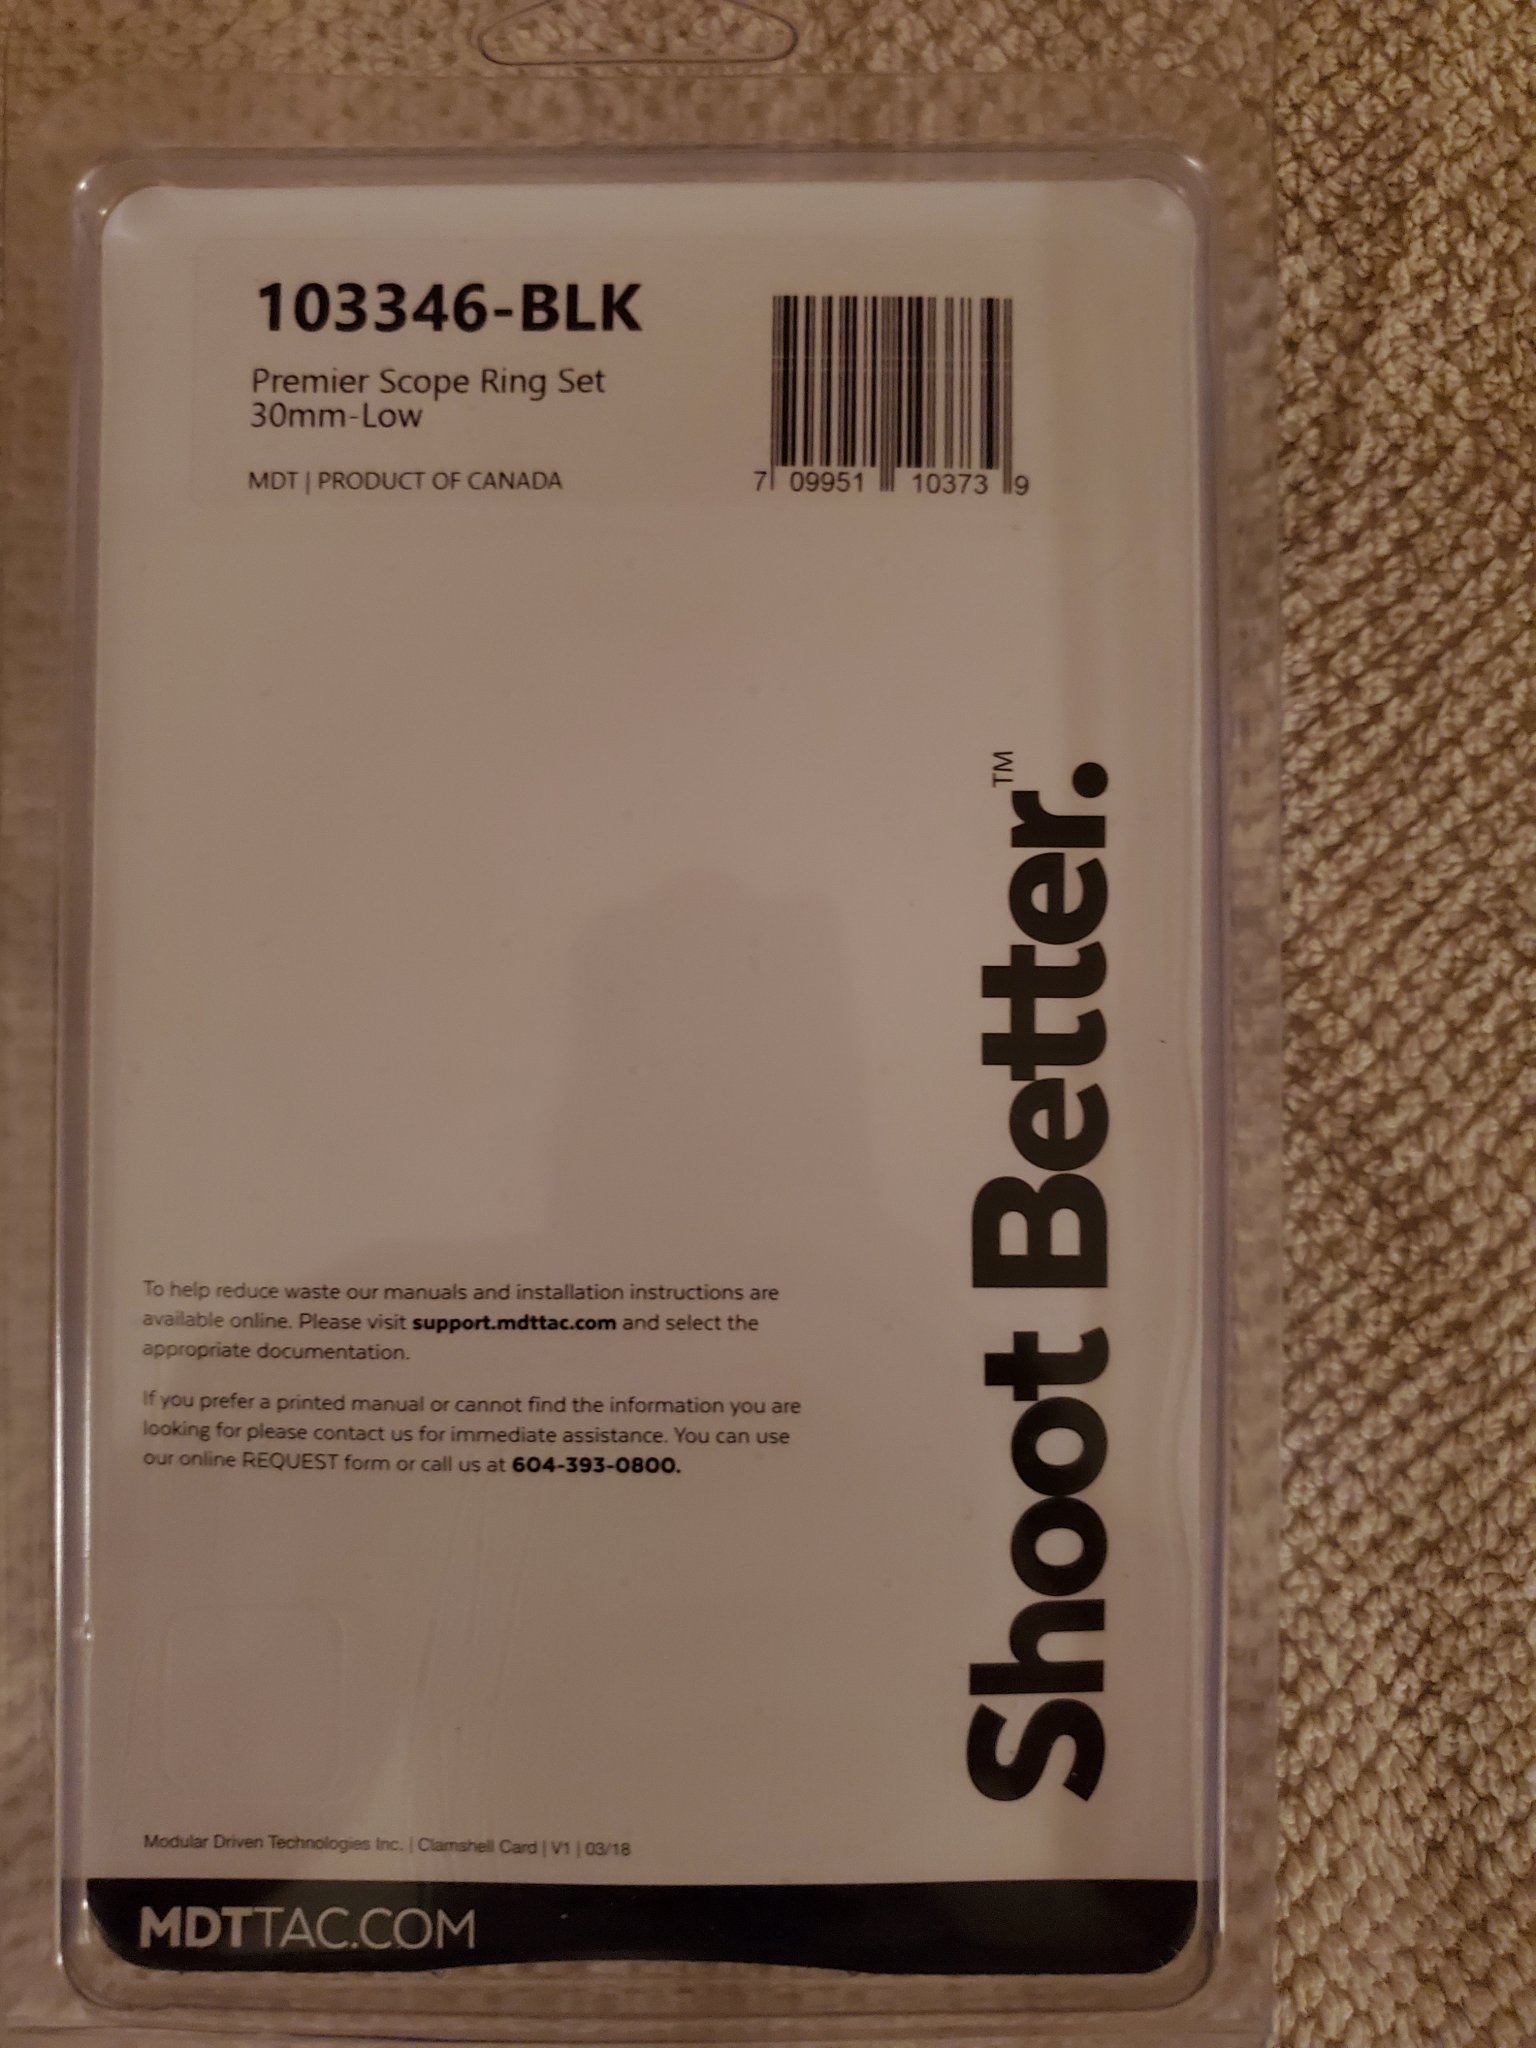 103346-BLK
Premier Scope Ring Set
30mm-Low
MDT | PRODUCT OF CANADA
7 09951 10373 9
Shoot Better.™
To help reduce waste our manuals and installation instructions are
available online. Please visit support.mdttac.com and select the
appropriate documentation.
If you prefer a printed manual or cannot find the information you are
looking for please contact us for immediate assistance. You can use
our online REQUEST form or call us at 604-393-0800.
Modular Driven Technologies Inc. | Clamshell Card | V1 | 03/18
MDTTAC.COM